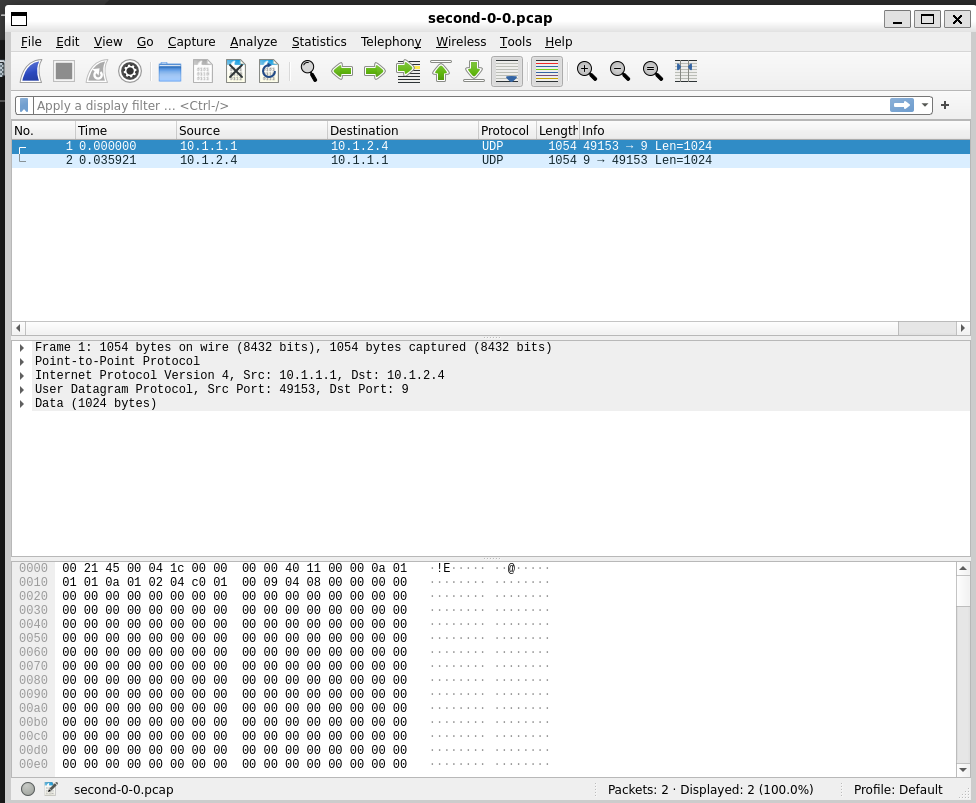 second-0-0.pcap
File Edit View Go Capture Analyze Statistics Telephony Wireless Tools Help
Apply a display filter ... <Ctrl-/>
No. Time Source Destination Protocol Length Info
1 0.000000 10.1.1.1 10.1.2.4 UDP 1054 49153 → 9 Len=1024
2 0.035921 10.1.2.4 10.1.1.1 UDP 1054 9 → 49153 Len=1024
Frame 1: 1054 bytes on wire (8432 bits), 1054 bytes captured (8432 bits)
Point-to-Point Protocol
Internet Protocol Version 4, Src: 10.1.1.1, Dst: 10.1.2.4
User Datagram Protocol, Src Port: 49153, Dst Port: 9
Data (1024 bytes)
0000 00 21 45 00 04 1c 00 00 00 00 40 11 00 00 0a 01 ·!E····· ··@·····
0010 01 01 0a 01 02 04 c0 01 00 09 04 08 00 00 00 00 ········ ········
0020 00 00 00 00 00 00 00 00 00 00 00 00 00 00 00 00 ········ ········
0030 00 00 00 00 00 00 00 00 00 00 00 00 00 00 00 00 ········ ········
0040 00 00 00 00 00 00 00 00 00 00 00 00 00 00 00 00 ········ ········
0050 00 00 00 00 00 00 00 00 00 00 00 00 00 00 00 00 ········ ········
0060 00 00 00 00 00 00 00 00 00 00 00 00 00 00 00 00 ········ ········
0070 00 00 00 00 00 00 00 00 00 00 00 00 00 00 00 00 ········ ········
0080 00 00 00 00 00 00 00 00 00 00 00 00 00 00 00 00 ········ ········
0090 00 00 00 00 00 00 00 00 00 00 00 00 00 00 00 00 ········ ········
00a0 00 00 00 00 00 00 00 00 00 00 00 00 00 00 00 00 ········ ········
00b0 00 00 00 00 00 00 00 00 00 00 00 00 00 00 00 00 ········ ········
00c0 00 00 00 00 00 00 00 00 00 00 00 00 00 00 00 00 ········ ········
00d0 00 00 00 00 00 00 00 00 00 00 00 00 00 00 00 00 ········ ········
00e0 00 00 00 00 00 00 00 00 00 00 00 00 00 00 00 00 ········ ········
second-0-0.pcap Packets: 2 · Displayed: 2 (100.0%) Profile: Default